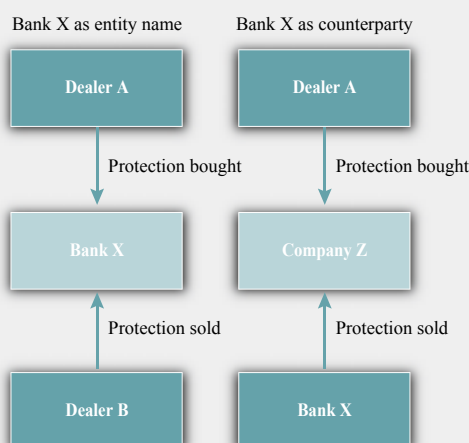 Bank X as entity name
Bank X as counterparty
Dealer A
Dealer A
Protection bought
Protection bought
Bank X
Company Z
Protection sold
Protection sold
Dealer B
Bank X